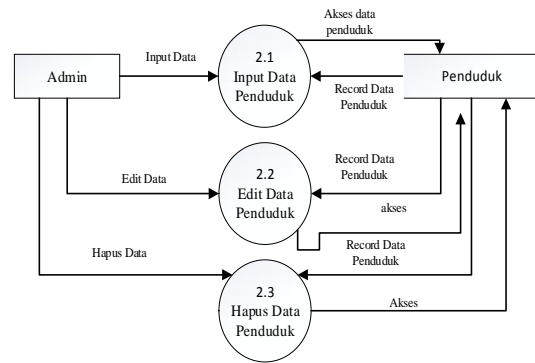 Akses data
penduduk
Admin
Input Data
2.1
Input Data
Penduduk
Penduduk
Record Data
Penduduk
Edit Data
2.2
Edit Data
Penduduk
Record Data
Penduduk
akses
Hapus Data
Record Data
Penduduk
2.3
Hapus Data
Penduduk
Akses